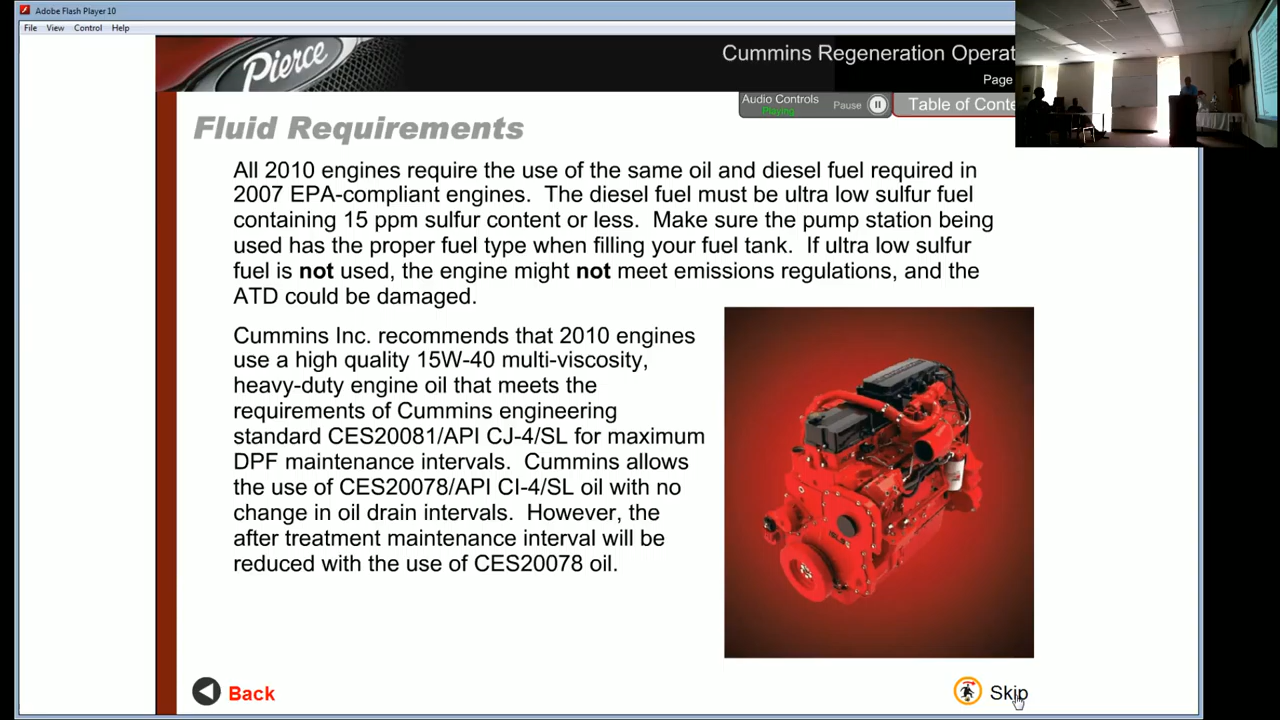 Adobe Flash Player 10
File View Control Help
Pierce
Cummins Regeneration Operat
Page
Audio Controls
Playing
Pause
Table of Conte
Fluid Requirements
All 2010 engines require the use of the same oil and diesel fuel required in
2007 EPA-compliant engines. The diesel fuel must be ultra low sulfur fuel
containing 15 ppm sulfur content or less. Make sure the pump station being
used has the proper fuel type when filling your fuel tank. If ultra low sulfur
fuel is not used, the engine might not meet emissions regulations, and the
ATD could be damaged.
Cummins Inc. recommends that 2010 engines
use a high quality 15W-40 multi-viscosity,
heavy-duty engine oil that meets the
requirements of Cummins engineering
standard CES20081/API CJ-4/SL for maximum
DPF maintenance intervals. Cummins allows
the use of CES20078/API CI-4/SL oil with no
change in oil drain intervals. However, the
after treatment maintenance interval will be
reduced with the use of CES20078 oil.
Back
Skip